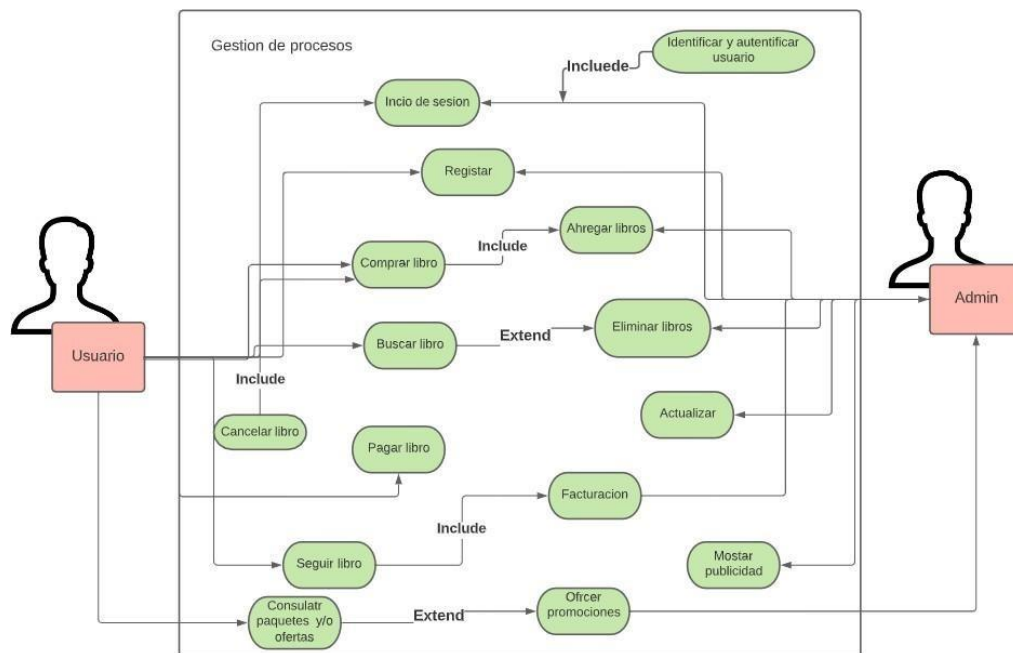 Gestion de procesos
Identificar y autentificar
usuario
Incluede
Incio de sesion
Registar
Ahregar libros
Include
Comprar libro
Admin
Eliminar libros
Extend
Buscar libro
Usuario
Include
Actualizar
Cancelar libro
Pagar libro
Facturacion
Include
Mostar
publicidad
Seguir libro
Consulatr
paquetes y/o
ofertas
Extend
Ofrcer
promociones